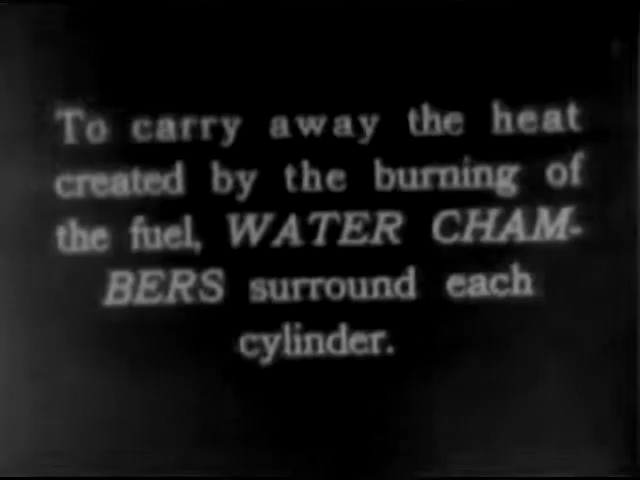 To carry away the heat
created by the burning of
the fuel, WATER CHAM-
BERS surround each
cylinder.